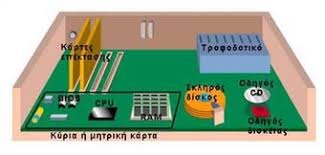 Κάρτες
επέκτασης
Τροφοδοτικό
BIOS
CPU
RAM
Σκληρός
δίσκος
Οδηγός
CD
Οδηγός
δισκέτας
Κύρια ή μητρική κάρτα